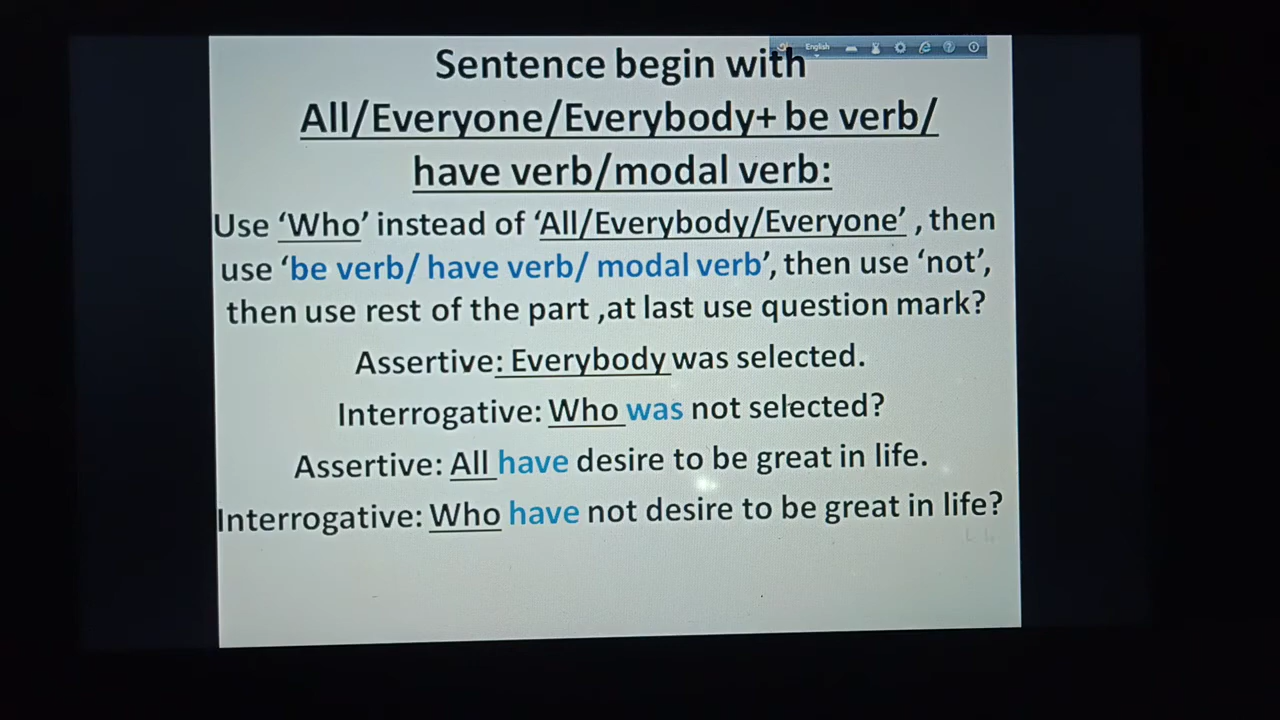 English
Sentence begin with
All/Everyone/Everybody+ be verb/
have verb/modal verb:
Use ‘Who’ instead of ‘All/Everybody/Everyone’ , then
use ‘be verb/ have verb/ modal verb’, then use ‘not’,
then use rest of the part ,at last use question mark?
Assertive: Everybody was selected.
Interrogative: Who was not selected?
Assertive: All have desire to be great in life.
Interrogative: Who have not desire to be great in life?